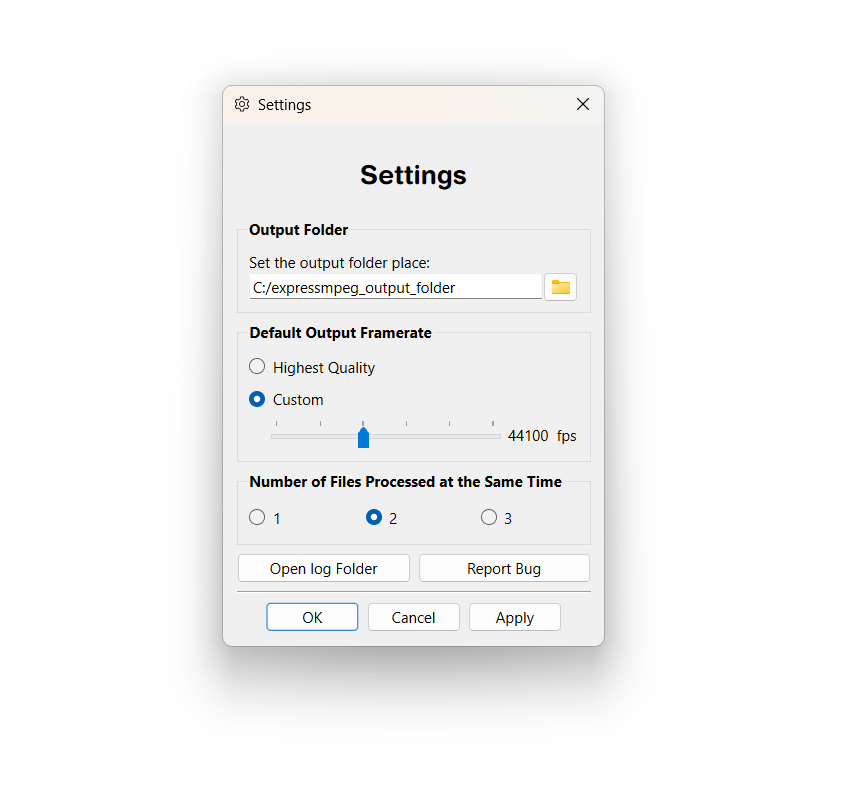 Settings
Settings
Output Folder
Set the output folder place:
C:/expressmpeg_output_folder
Default Output Framerate
Highest Quality
Custom
44100 fps
Number of Files Processed at the Same Time
1 2 3
Open log Folder Report Bug
OK Cancel Apply